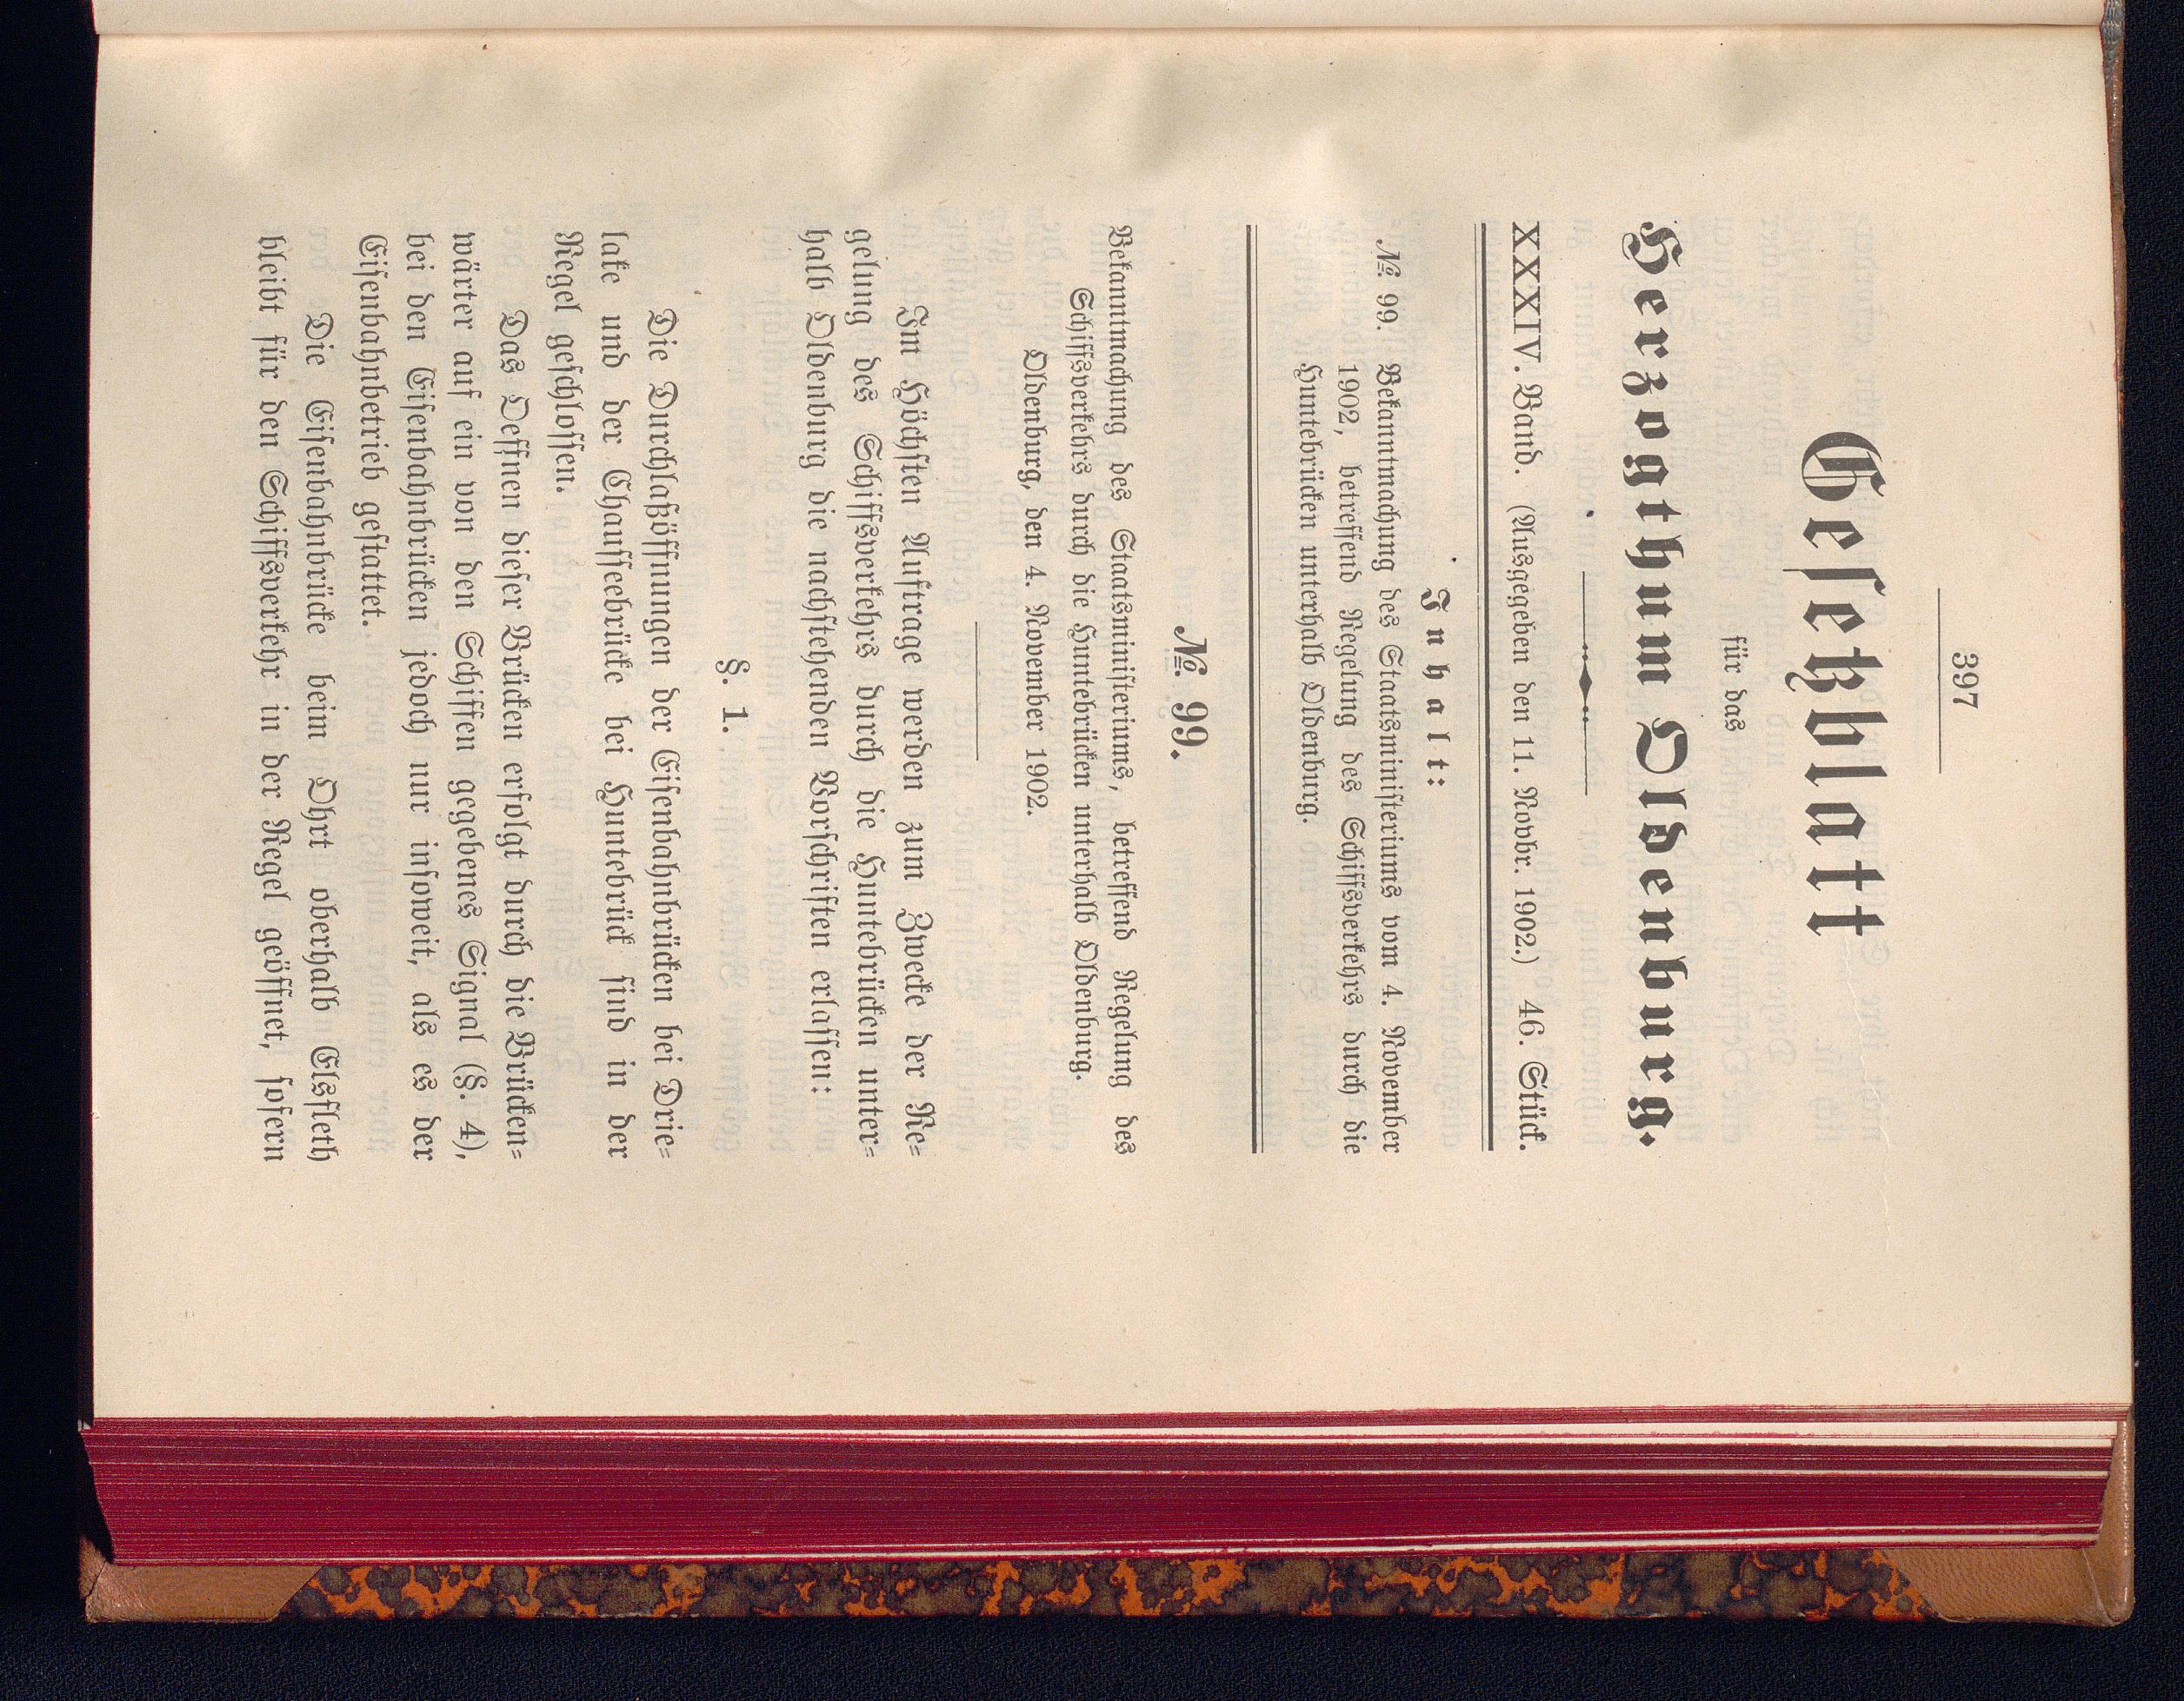 397
Gesetzblatt
für das
Herzogthum Oldenburg.
XXXIV. Band. (Ausgegeben den 11. Novbr. 1902.) 46. Stück.
Inhalt:
№ 99. Bekanntmachung des Staatsministeriums vom 4. November
1902, betreffend Regelung des Schiffsverkehrs durch die
Huntebrücken unterhalb Oldenburg.
№ 99.
Bekanntmachung des Staatsministeriums, betreffend Regelung des
Schiffsverkehrs durch die Huntebrücken unterhalb Oldenburg.
Oldenburg, den 4. November 1902.
Im Höchsten Auftrage werden zum Zwecke der Re-
gelung des Schiffsverkehrs durch die Huntebrücken unter-
halb Oldenburg die nachstehenden Vorschriften erlassen:
§. 1.
Die Durchlaßöffnungen der Eisenbahnbrücken bei Drie-
lake und der Chausseebrücke bei Huntebrück sind in der
Regel geschlossen.
Das Oeffnen dieser Brücken erfolgt durch die Brücken-
wärter auf ein von den Schiffen gegebenes Signal (§. 4),
bei den Eisenbahnbrücken jedoch nur insoweit, als es der
Eisenbahnbetrieb gestattet.
Die Eisenbahnbrücke beim Ohrt oberhalb Elsfleth
bleibt für den Schiffsverkehr in der Regel geöffnet, sofern